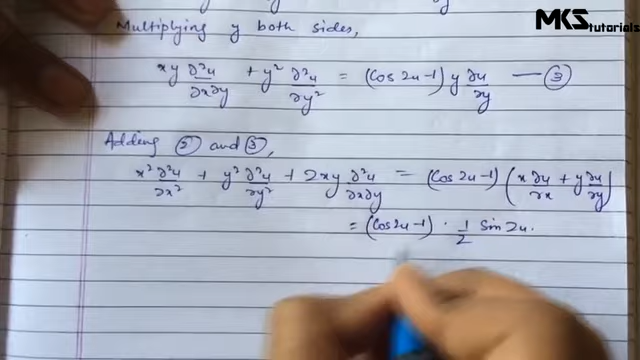 MKS tutorials
Multiplying y both sides,
xy ∂²u/∂x∂y + y² ∂²u/∂y² = (cos 2u-1) y ∂u/∂y — ③
Adding ② and ③,
x² ∂²u/∂x² + y² ∂²u/∂y² + 2xy ∂²u/∂x∂y = (cos 2u-1) (x ∂u/∂x + y ∂u/∂y)
= (cos 2u-1) · 1/2 sin 2u.